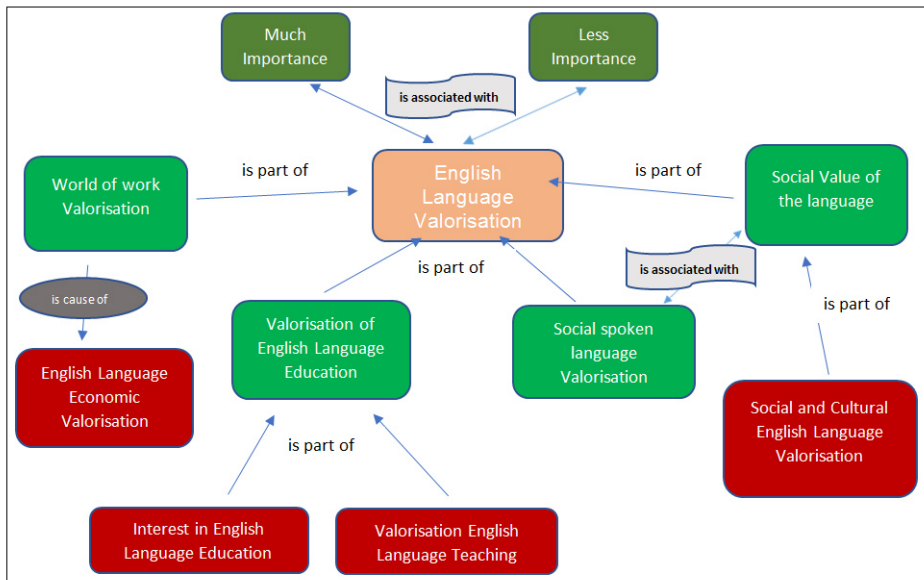 Much
Importance
Less
Importance
is associated with
World of work
Valorisation
is part of
English
Language
Valorisation
is part of
Social Value of
the language
is part of
is associated with
is cause of
Valorisation of
English Language
Education
Social spoken
language
Valorisation
is part of
English Language
Economic
Valorisation
Social and Cultural
English Language
Valorisation
is part of
Interest in English
Language Education
Valorisation English
Language Teaching